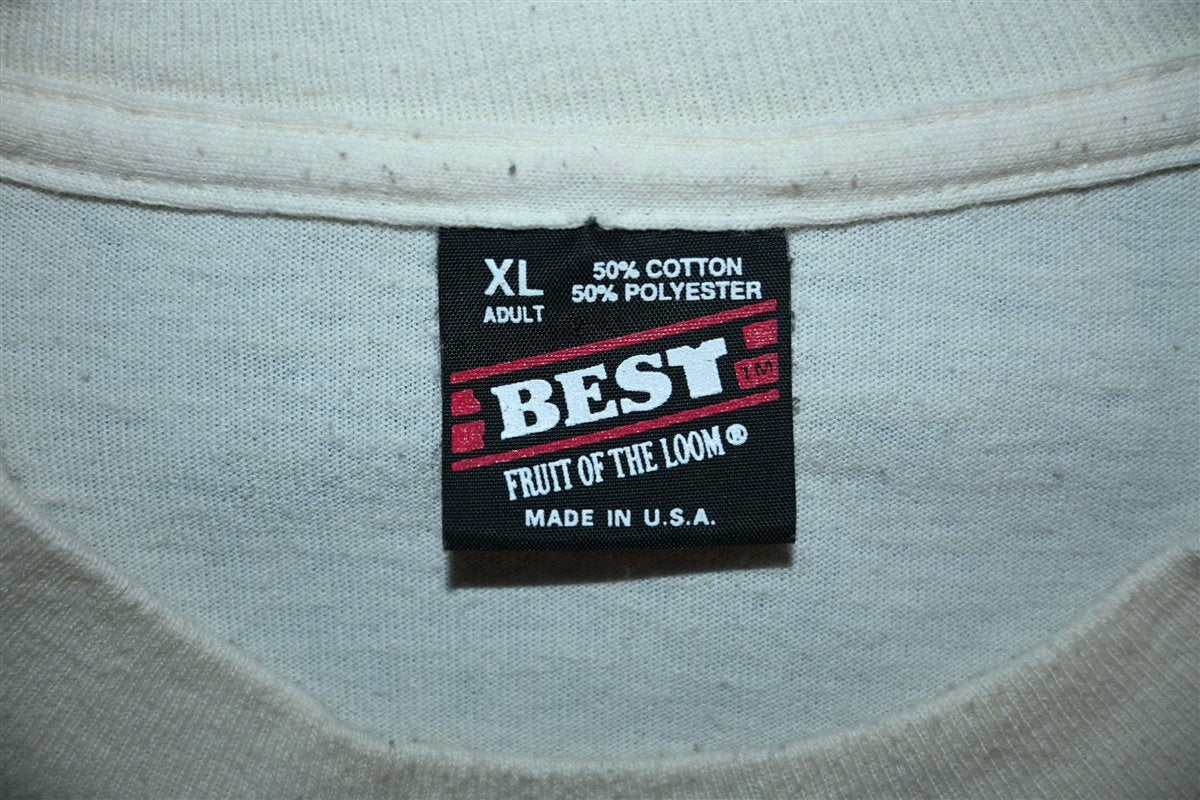 XL
ADULT
50% COTTON
50% POLYESTER
BEST
TM
FRUIT OF THE LOOM®
MADE IN U.S.A.